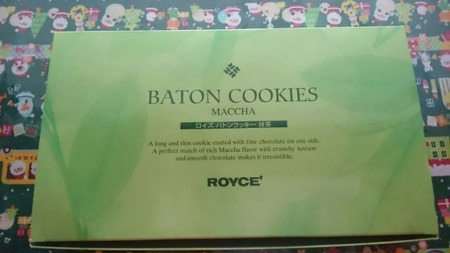 BATON COOKIES
MACCHA
ロイズ バトンクッキー 抹茶
A long and thin cookie coated with fine chocolate on one side.
A perfect match of rich Maccha flavor with crunchy texture
and smooth chocolate makes it irresistible.
ROYCE'